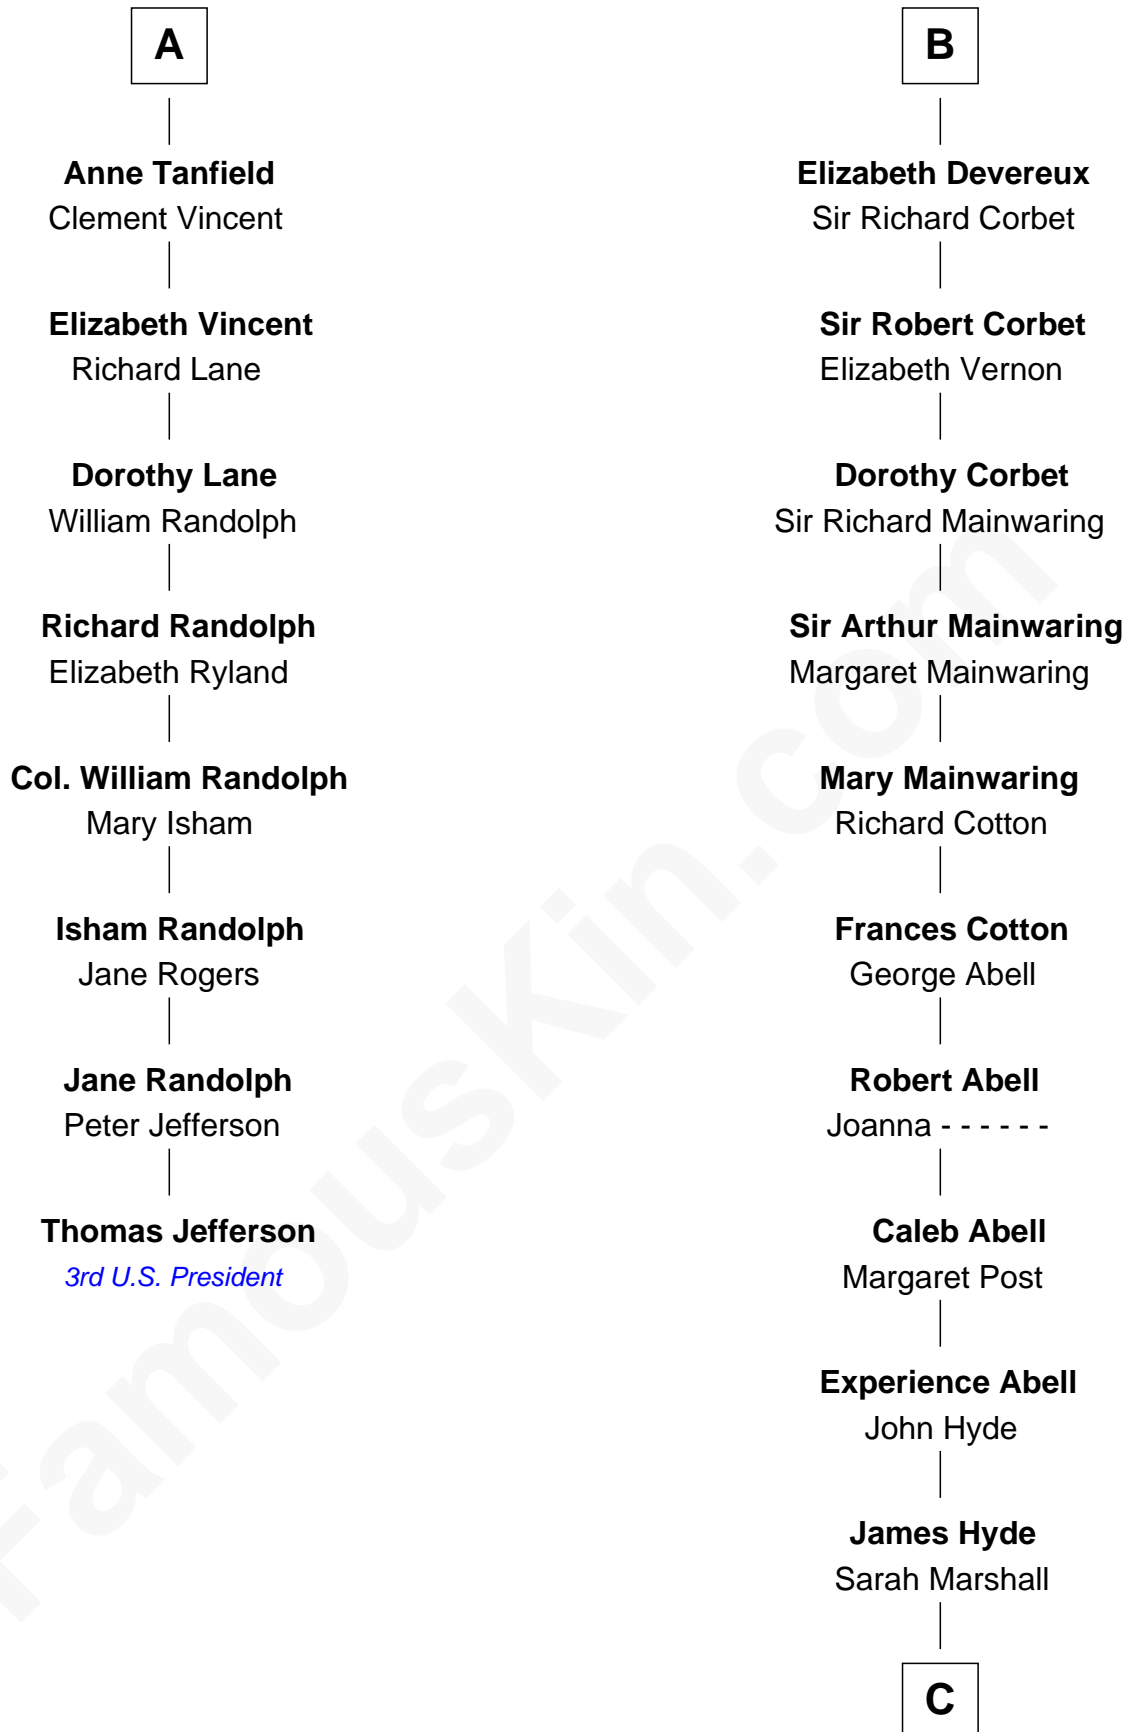 A
Anne Tanfield
Clement Vincent
Elizabeth Vincent
Richard Lane
Dorothy Lane
William Randolph
Richard Randolph
Elizabeth Ryland
Col. William Randolph
Mary Isham
Isham Randolph
Jane Rogers
Jane Randolph
Peter Jefferson
Thomas Jefferson
3rd U.S. President
B
Elizabeth Devereux
Sir Richard Corbet
Sir Robert Corbet
Elizabeth Vernon
Dorothy Corbet
Sir Richard Mainwaring
Sir Arthur Mainwaring
Margaret Mainwaring
Mary Mainwaring
Richard Cotton
Frances Cotton
George Abell
Robert Abell
Joanna - - - - - -
Caleb Abell
Margaret Post
Experience Abell
John Hyde
James Hyde
Sarah Marshall
C
FamousKin.com